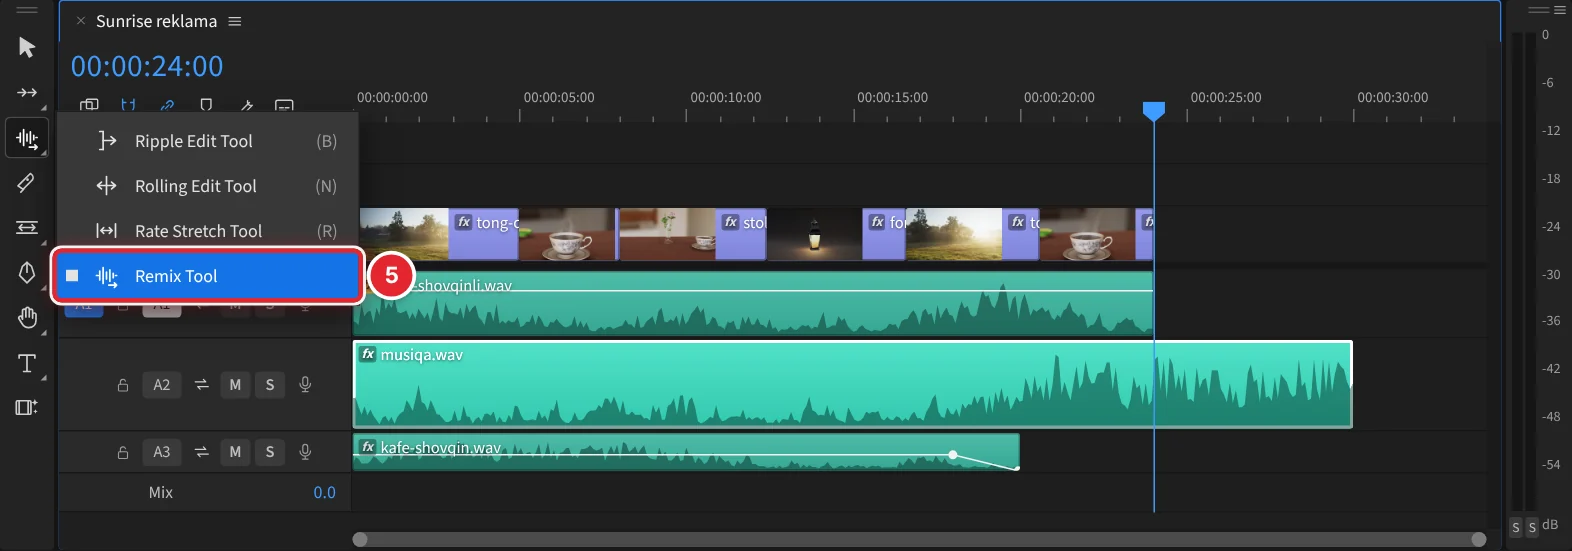 Sunrise reklama
00:00:24:00
00:00:00:00 00:00:05:00 00:00:10:00 00:00:15:00 00:00:20:00 00:00:25:00 00:00:30:00
Ripple Edit Tool (B)
Rolling Edit Tool (N)
Rate Stretch Tool (R)
Remix Tool
5
fx tong-c
fx stol
fx fo
fx to
fx
-shovqinli.wav
A1 A1 M S
fx musiqa.wav
A2 M S
fx kafe-shovqin.wav
A3 M S
Mix 0.0
0
-6
-12
-18
-24
-30
-36
-42
-48
-54
S S dB